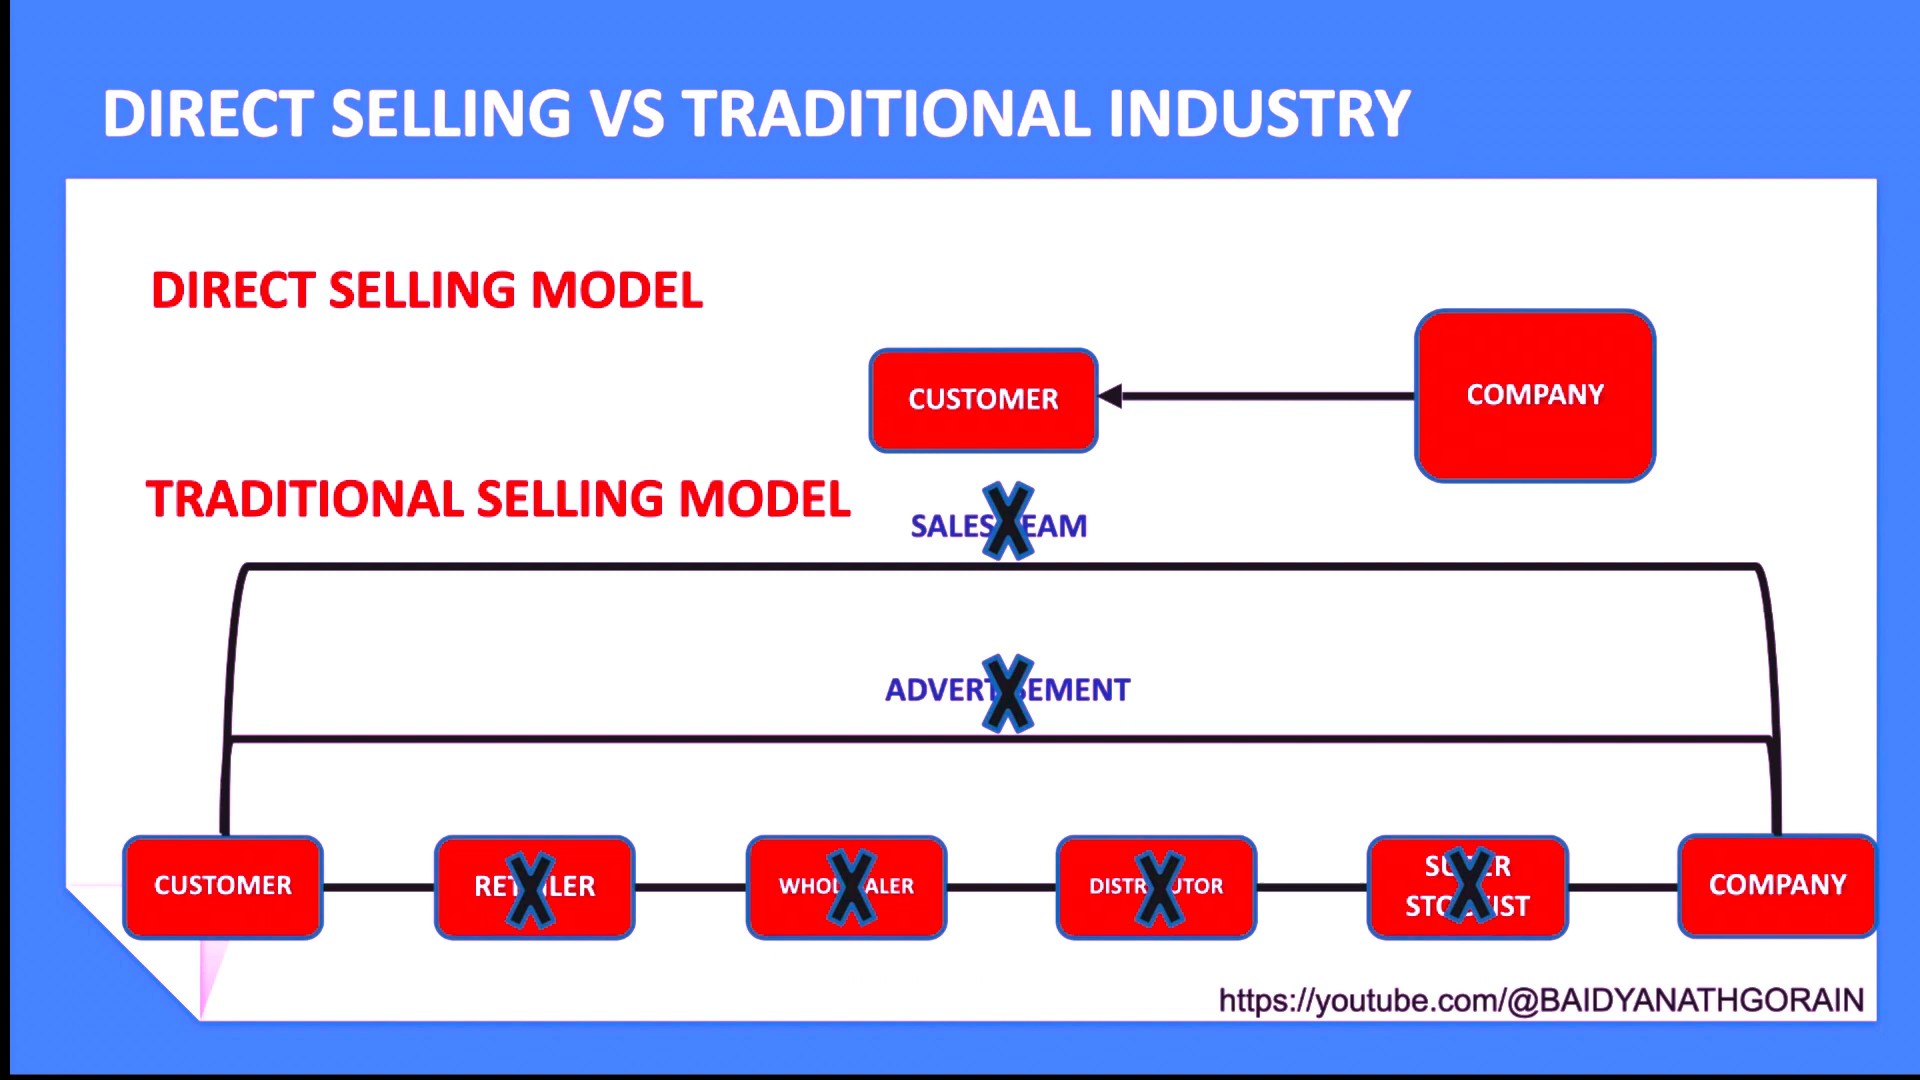 DIRECT SELLING VS TRADITIONAL INDUSTRY
DIRECT SELLING MODEL
CUSTOMER
COMPANY
TRADITIONAL SELLING MODEL
SALES TEAM
ADVERTISEMENT
CUSTOMER
RETAILER
WHOLESALER
DISTRIBUTOR
SUPER
STOCKIST
COMPANY
https://youtube.com/@BAIDYANATHGORAIN